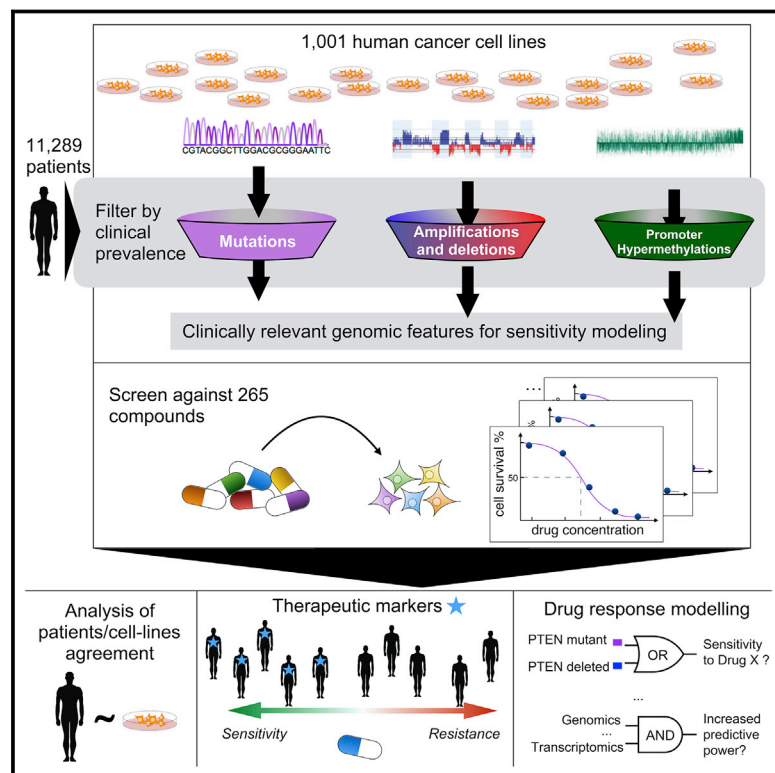 1,001 human cancer cell lines
11,289
patients
CGTACGGCTTGGACGCGGGAATTC
Filter by
clinical
prevalence
Mutations
Amplifications
and deletions
Promoter
Hypermethylations
Clinically relevant genomic features for sensitivity modeling
Screen against 265
compounds
...
cell survival %
50
drug concentration
Analysis of
patients/cell-lines
agreement
~
Therapeutic markers
Sensitivity
Resistance
Drug response modelling
PTEN mutant
PTEN deleted
OR
Sensitivity
to Drug X ?
...
Genomics
...
Transcriptomics
AND
Increased
predictive
power?